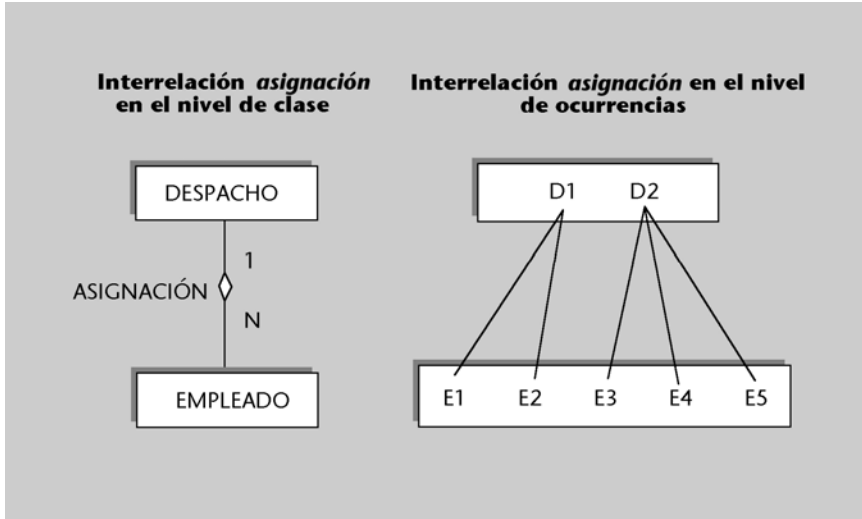 Interrelación asignación
en el nivel de clase
Interrelación asignación en el nivel
de ocurrencias
DESPACHO
1
ASIGNACIÓN
N
EMPLEADO
D1 D2
E1 E2 E3 E4 E5